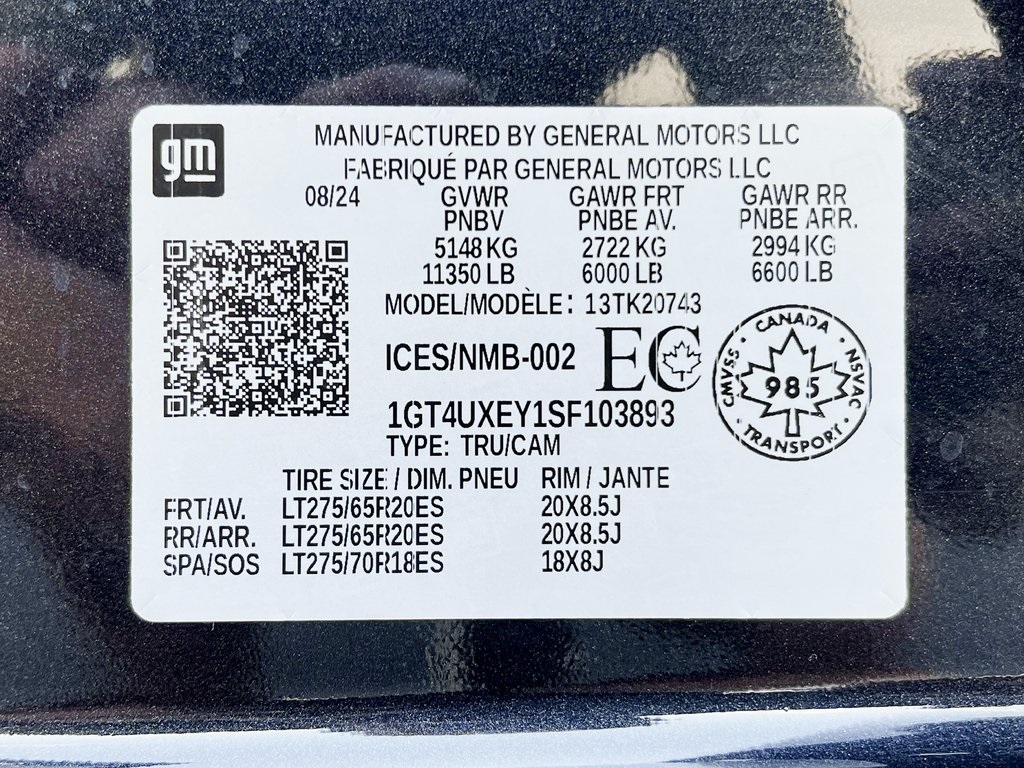 gm
MANUFACTURED BY GENERAL MOTORS LLC
FABRIQUÉ PAR GENERAL MOTORS LLC
08/24 GVWR GAWR FRT GAWR RR
PNBV PNBE AV. PNBE ARR.
5148 KG 2722 KG 2994 KG
11350 LB 6000 LB 6600 LB
MODEL/MODÈLE: 13TK20743
ICES/NMB-002 EC
CANADA
CMVSS 985 NSVAC
TRANSPORT
1GT4UXEY1SF103893
TYPE: TRU/CAM
TIRE SIZE / DIM. PNEU RIM / JANTE
FRT/AV. LT275/65R20ES 20X8.5J
RR/ARR. LT275/65R20ES 20X8.5J
SPA/SOS LT275/70R18ES 18X8J